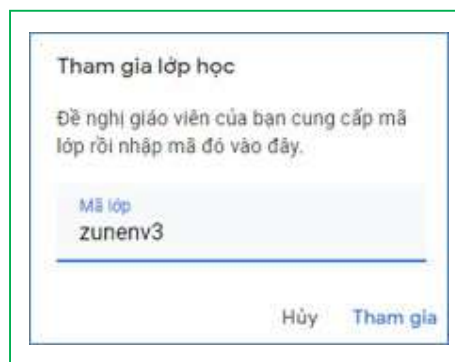 Tham gia lớp học
Đề nghị giáo viên của bạn cung cấp mã
lớp rồi nhập mã đó vào đây.
Mã lớp
zunenv3
Hủy Tham gia